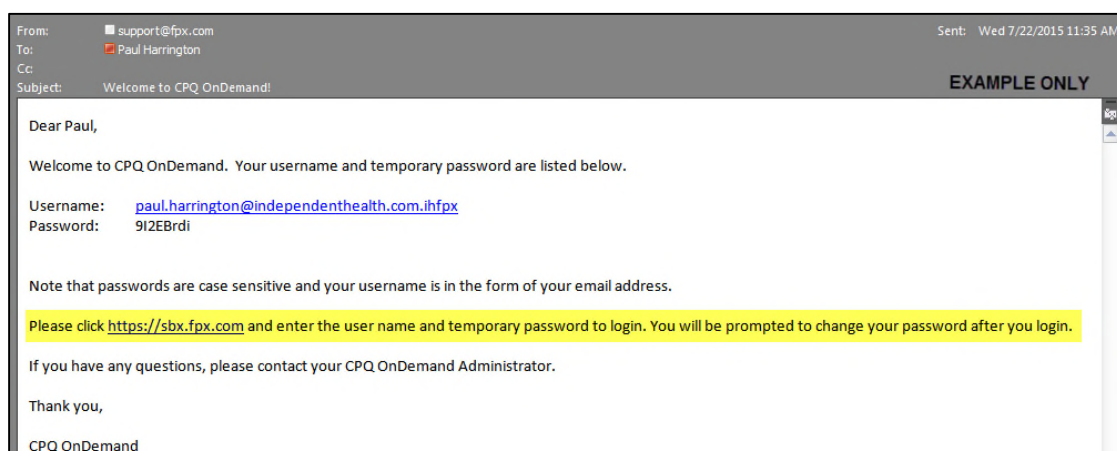 From: support@fpx.com Sent: Wed 7/22/2015 11:35 AM
To: Paul Harrington
Cc:
Subject: Welcome to CPQ OnDemand!
EXAMPLE ONLY
Dear Paul,
Welcome to CPQ OnDemand. Your username and temporary password are listed below.
Username: paul.harrington@independenthealth.com.ihfpx
Password: 9I2EBrdi
Note that passwords are case sensitive and your username is in the form of your email address.
Please click https://sbx.fpx.com and enter the user name and temporary password to login. You will be prompted to change your password after you login.
If you have any questions, please contact your CPQ OnDemand Administrator.
Thank you,
CPQ OnDemand